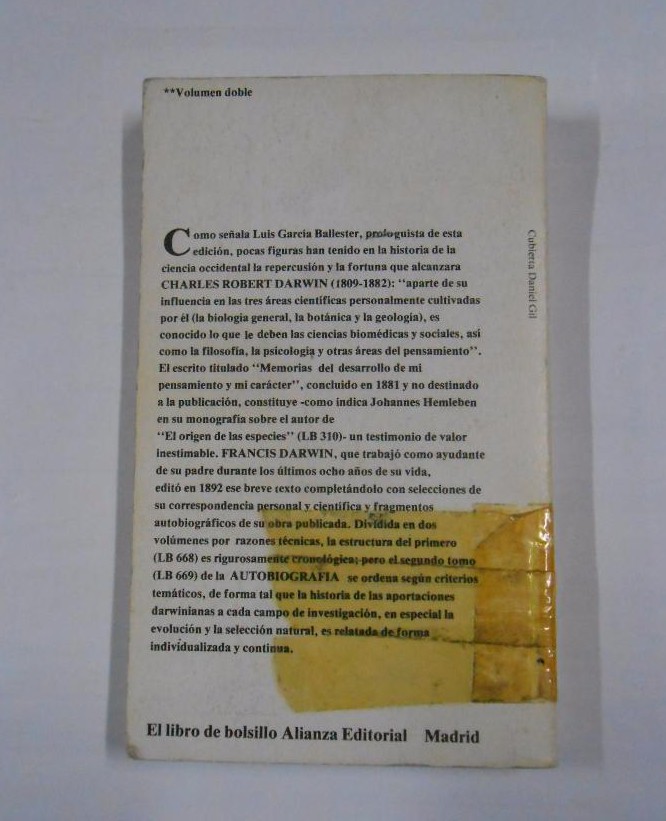 **Volumen doble
Como señala Luis García Ballester, prologuista de esta
edición, pocas figuras han tenido en la historia de la
ciencia occidental la repercusión y la fortuna que alcanzara
CHARLES ROBERT DARWIN (1809-1882): "aparte de su
influencia en las tres áreas científicas personalmente cultivadas
por él (la biología general, la botánica y la geología), es
conocido lo que le deben las ciencias biomédicas y sociales, así
como la filosofía, la psicología y otras áreas del pensamiento".
El escrito titulado "Memorias del desarrollo de mi
pensamiento y mi carácter", concluido en 1881 y no destinado
a la publicación, constituye -como indica Johannes Hemleben
en su monografía sobre el autor de
"El origen de las especies" (LB 310)- un testimonio de valor
inestimable. FRANCIS DARWIN, que trabajó como ayudante
de su padre durante los últimos ocho años de su vida,
editó en 1892 ese breve texto completándolo con selecciones de
su correspondencia personal y científica y fragmentos
autobiográficos de su obra publicada. Dividida en dos
volúmenes por razones técnicas, la estructura del primero
(LB 668) es rigurosamente cronológica; pero el segundo tomo
(LB 669) de la AUTOBIOGRAFIA se ordena según criterios
temáticos, de forma tal que la historia de las aportaciones
darwinianas a cada campo de investigación, en especial la
evolución y la selección natural, es relatada de forma
individualizada y continua.
Cubierta Daniel Gil
El libro de bolsillo Alianza Editorial Madrid